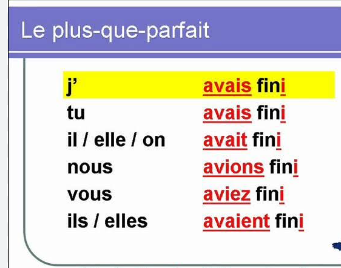 Le plus-que-parfait
j' avais fini
tu avais fini
il / elle / on avait fini
nous avions fini
vous aviez fini
ils / elles avaient fini